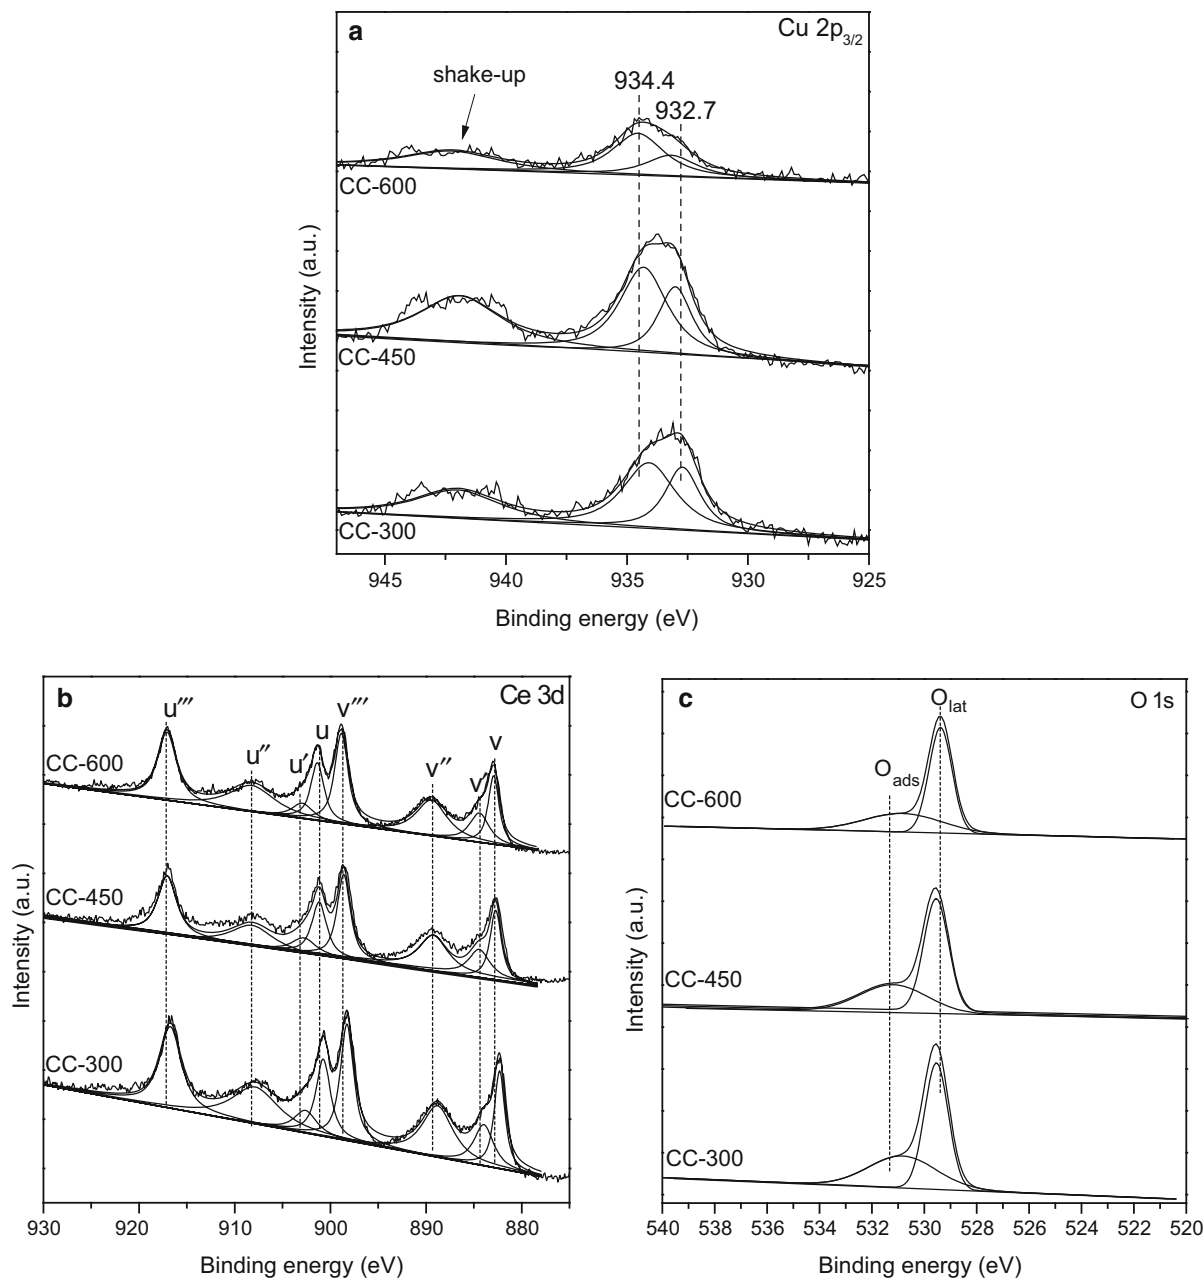 a
Cu 2p3/2
shake-up
934.4
932.7
CC-600
CC-450
CC-300
Intensity (a.u.)
945 940 935 930 925
Binding energy (eV)
b
Ce 3d
u‴ u″ u′ u v‴ v″ v′ v
CC-600
CC-450
CC-300
Intensity (a.u.)
930 920 910 900 890 880
Binding energy (eV)
c
O 1s
Olat
Oads
CC-600
CC-450
CC-300
Intensity (a.u.)
540 538 536 534 532 530 528 526 524 522 520
Binding energy (eV)